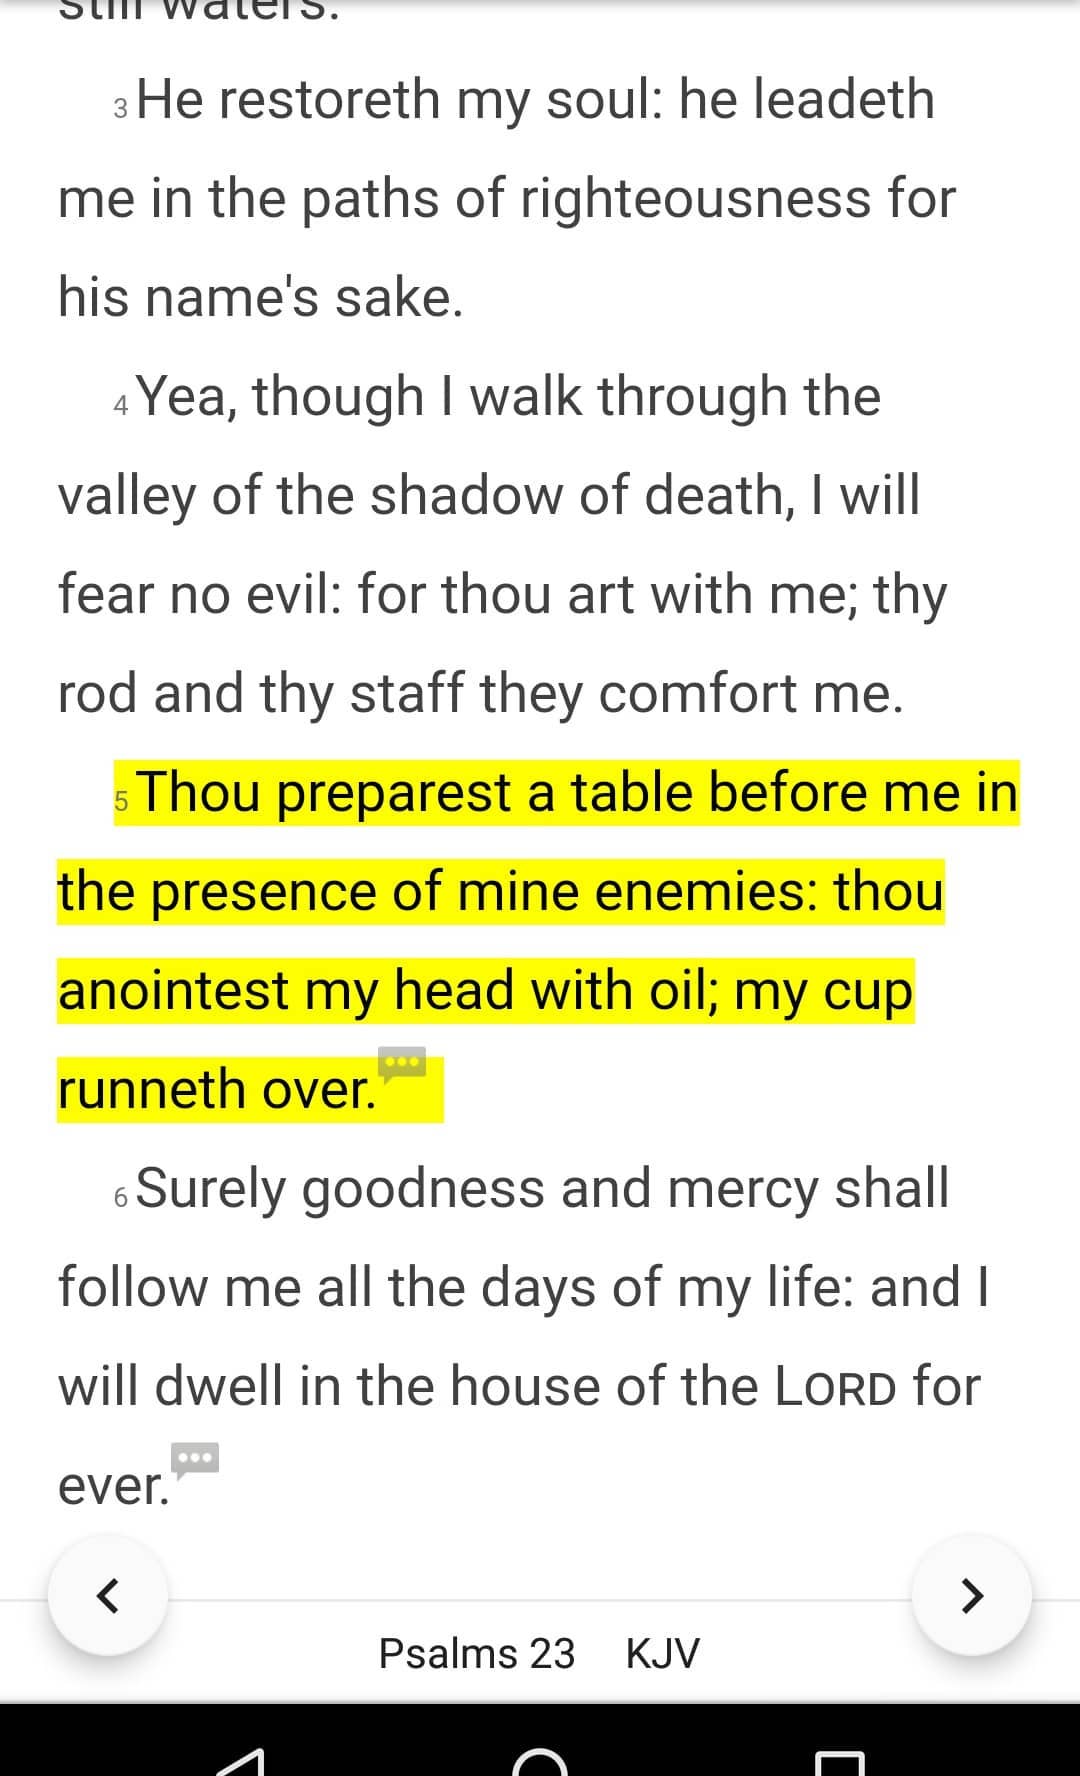 still waters.
3 He restoreth my soul: he leadeth
me in the paths of righteousness for
his name's sake.
4 Yea, though I walk through the
valley of the shadow of death, I will
fear no evil: for thou art with me; thy
rod and thy staff they comfort me.
5 Thou preparest a table before me in
the presence of mine enemies: thou
anointest my head with oil; my cup
runneth over.
6 Surely goodness and mercy shall
follow me all the days of my life: and I
will dwell in the house of the LORD for
ever.
Psalms 23 KJV